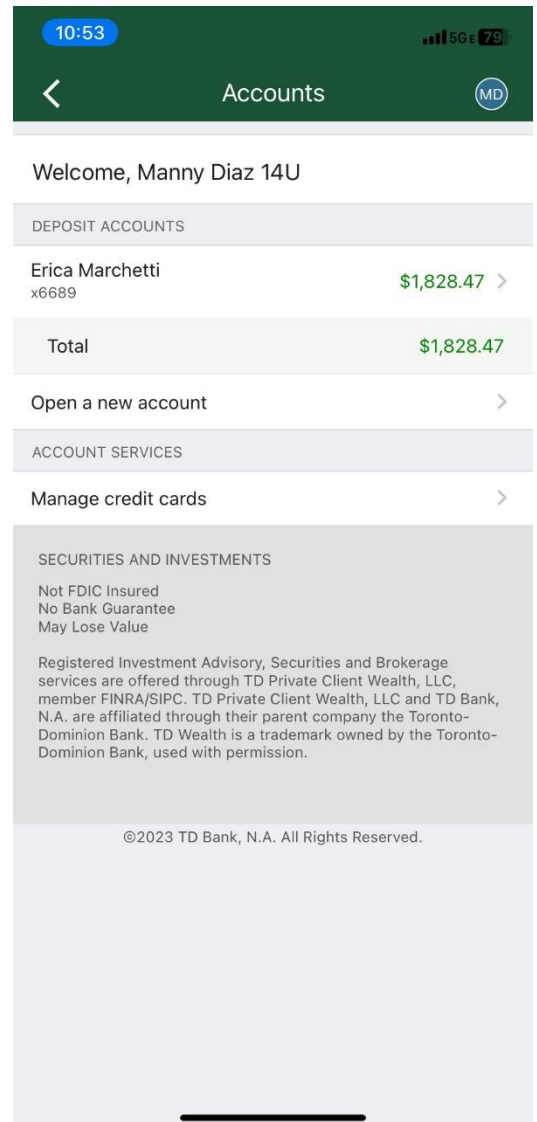 10:53
5G E 79
Accounts
MD
Welcome, Manny Diaz 14U
DEPOSIT ACCOUNTS
Erica Marchetti
x6689
$1,828.47
Total $1,828.47
Open a new account
ACCOUNT SERVICES
Manage credit cards
SECURITIES AND INVESTMENTS
Not FDIC Insured
No Bank Guarantee
May Lose Value
Registered Investment Advisory, Securities and Brokerage
services are offered through TD Private Client Wealth, LLC,
member FINRA/SIPC. TD Private Client Wealth, LLC and TD Bank,
N.A. are affiliated through their parent company the Toronto-
Dominion Bank. TD Wealth is a trademark owned by the Toronto-
Dominion Bank, used with permission.
©2023 TD Bank, N.A. All Rights Reserved.